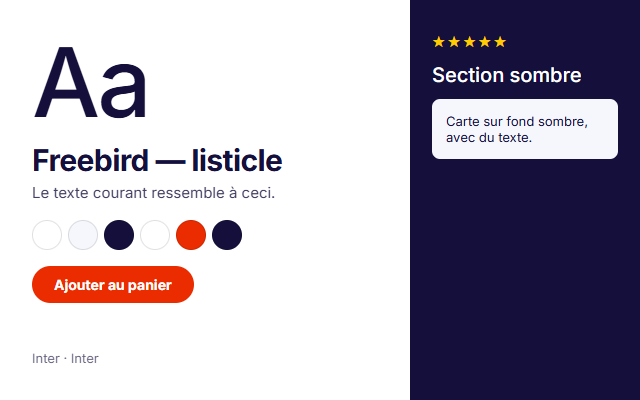 Aa
Freebird — listicle
Le texte courant ressemble à ceci.
Ajouter au panier
Inter · Inter
Section sombre
Carte sur fond sombre,
avec du texte.